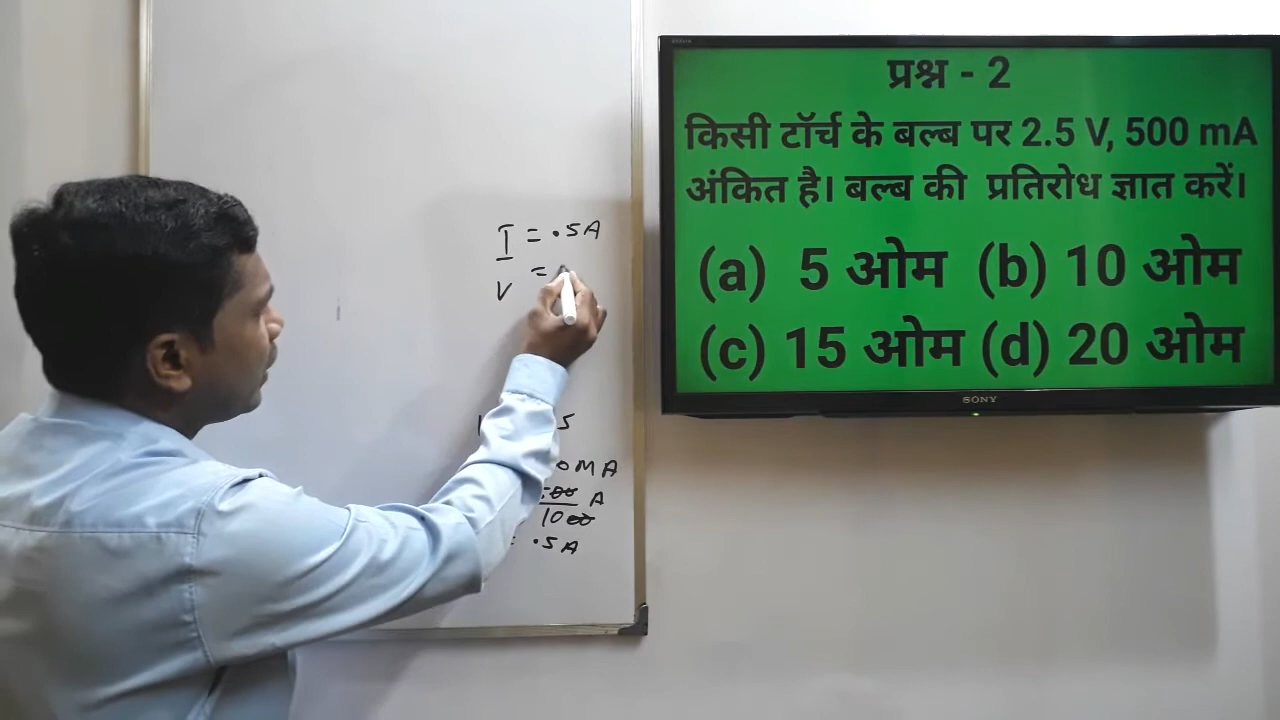 प्रश्न - 2
किसी टॉर्च के बल्ब पर 2.5 V, 500 mA
अंकित है। बल्ब की प्रतिरोध ज्ञात करें।
(a) 5 ओम (b) 10 ओम
(c) 15 ओम (d) 20 ओम
SONY
I = .5A
V =
5
0MA
500 A
1000
= .5A